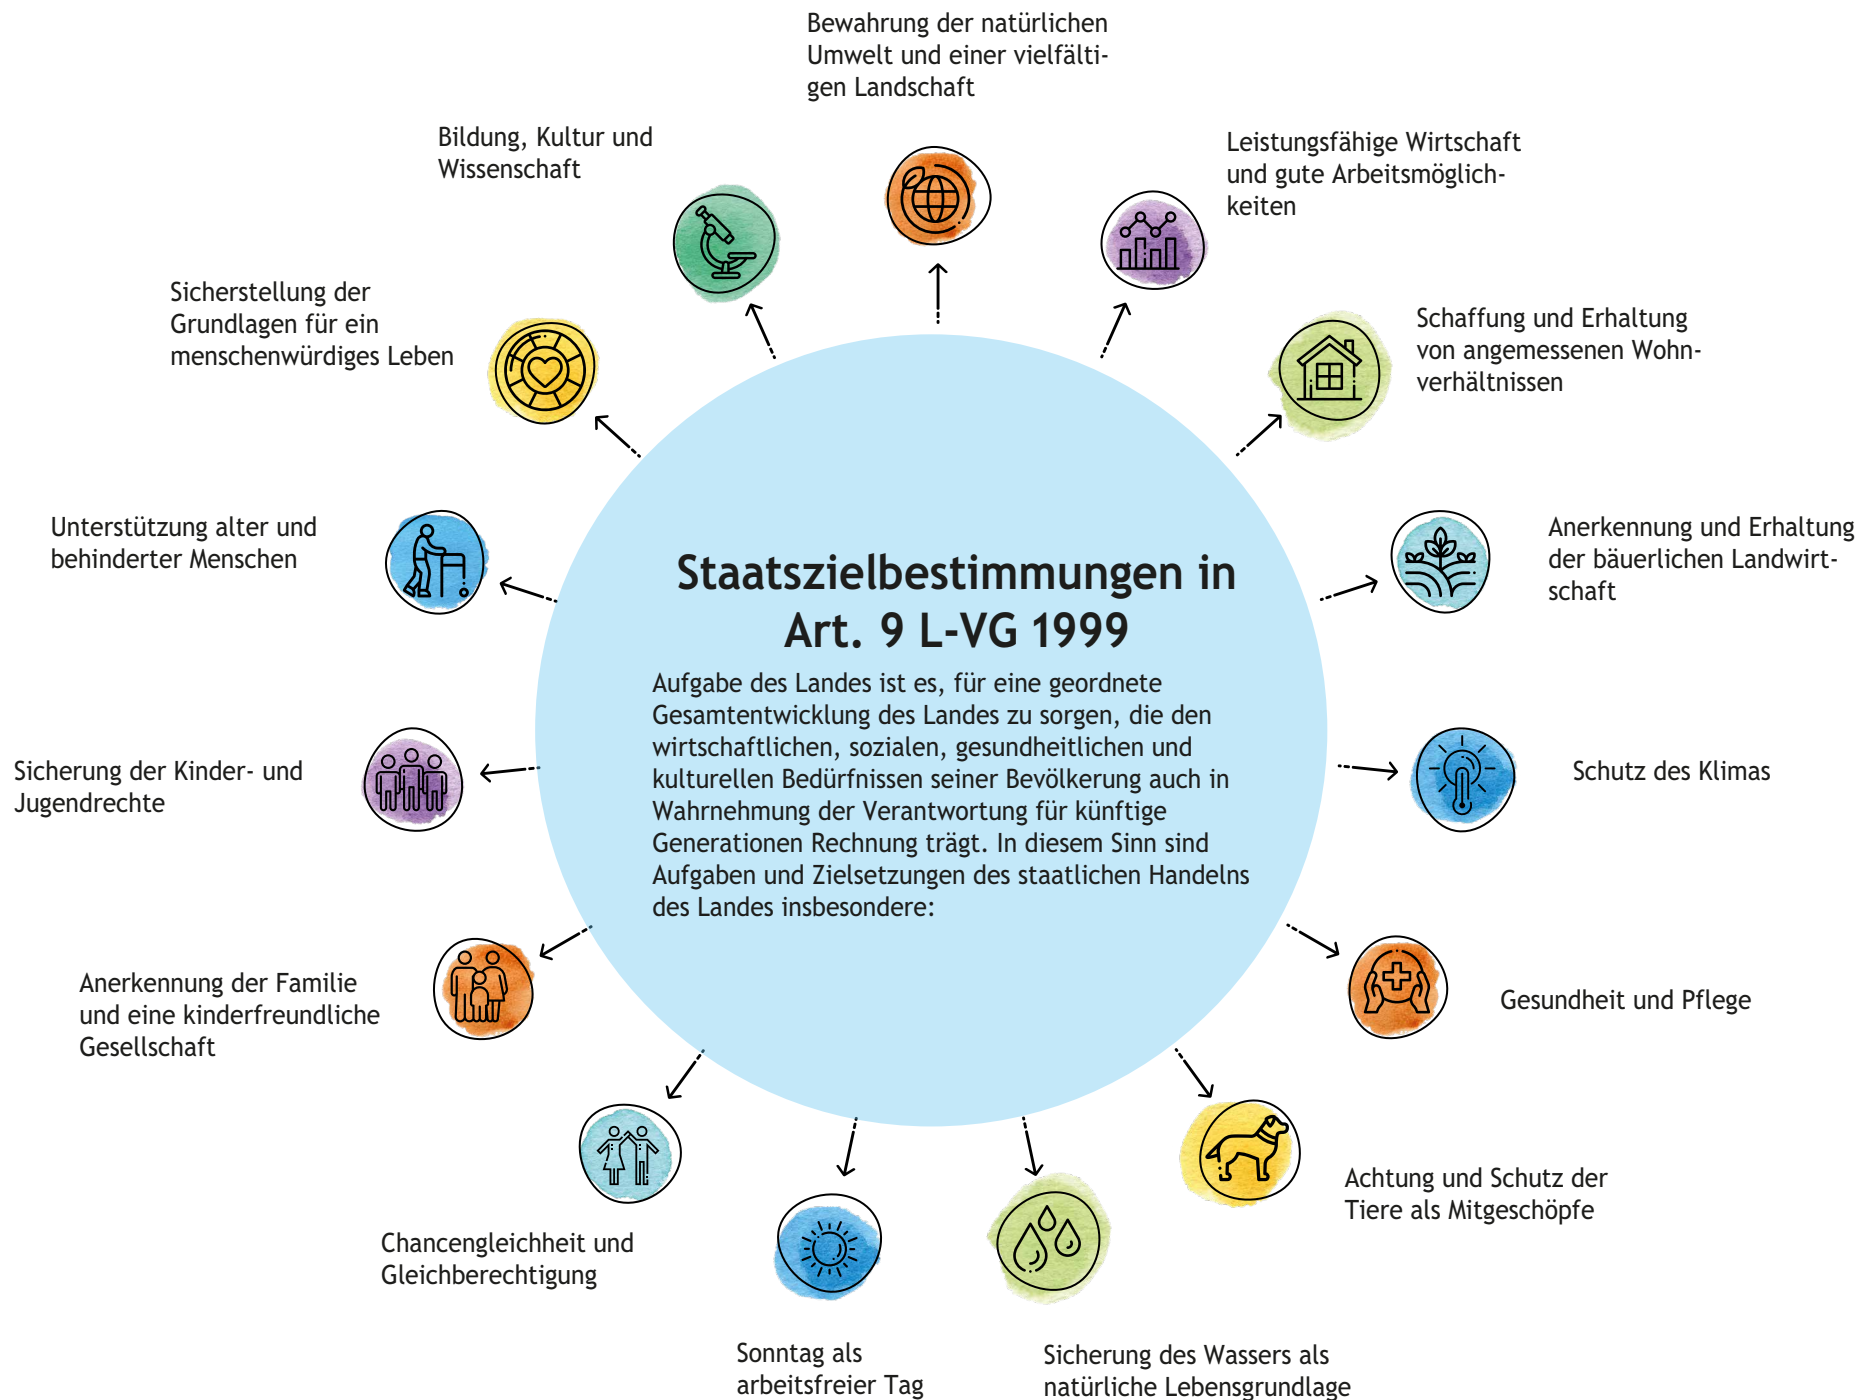 Bewahrung der natürlichen
Umwelt und einer vielfälti-
gen Landschaft
Leistungsfähige Wirtschaft
und gute Arbeitsmöglich-
keiten
Schaffung und Erhaltung
von angemessenen Wohn-
verhältnissen
Anerkennung und Erhaltung
der bäuerlichen Landwirt-
schaft
Schutz des Klimas
Gesundheit und Pflege
Achtung und Schutz der
Tiere als Mitgeschöpfe
Sicherung des Wassers als
natürliche Lebensgrundlage
Sonntag als
arbeitsfreier Tag
Chancengleichheit und
Gleichberechtigung
Anerkennung der Familie
und eine kinderfreundliche
Gesellschaft
Sicherung der Kinder- und
Jugendrechte
Unterstützung alter und
behinderter Menschen
Sicherstellung der
Grundlagen für ein
menschenwürdiges Leben
Bildung, Kultur und
Wissenschaft
Staatszielbestimmungen in
Art. 9 L-VG 1999
Aufgabe des Landes ist es, für eine geordnete
Gesamtentwicklung des Landes zu sorgen, die den
wirtschaftlichen, sozialen, gesundheitlichen und
kulturellen Bedürfnissen seiner Bevölkerung auch in
Wahrnehmung der Verantwortung für künftige
Generationen Rechnung trägt. In diesem Sinn sind
Aufgaben und Zielsetzungen des staatlichen Handelns
des Landes insbesondere: